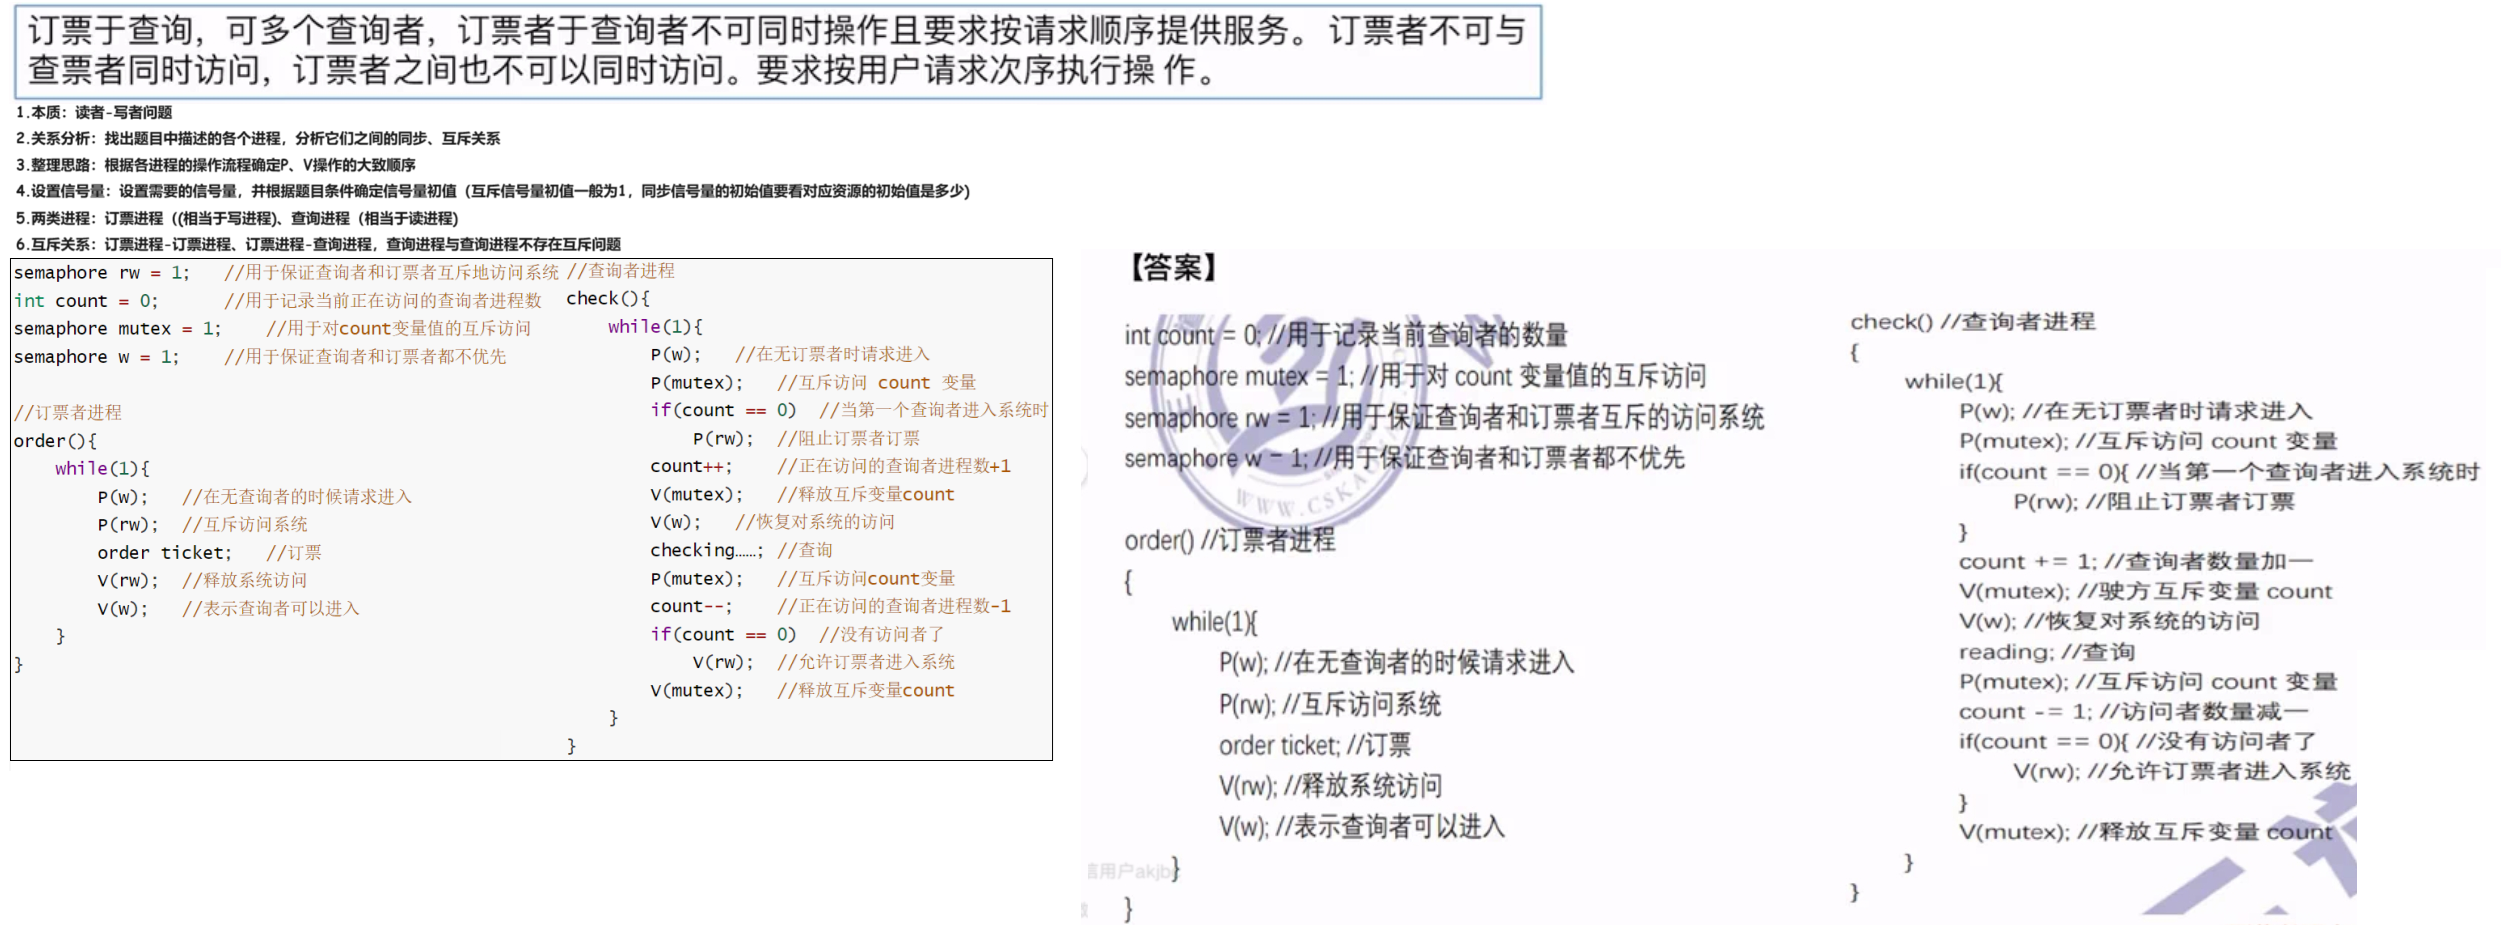 订票于查询，可多个查询者，订票者于查询者不可同时操作且要求按请求顺序提供服务。 订票者不可与
查票者同时访问，订票者之间也不可以同时访问。要求按用户请求次序执行操 作。
1.本质：读者-写者问题
2.关系分析：找出题目中描述的各个进程，分析它们之间的同步、互斥关系
3.整理思路：根据各进程的操作流程确定P、V操作的大致顺序
4.设置信号量：设置需要的信号量，并根据题目条件确定信号量初值（互斥信号量初值一般为1，同步信号量的初始值要看对应资源的初始值是多少)
5.两类进程：订票进程（(相当于写进程)、查询进程（相当于读进程)
6.互斥关系：订票进程-订票进程、订票进程-查询进程，查询进程与查询进程不存在互斥问题
semaphore rw = 1; //用于保证查询者和订票者互斥地访问系统
int count = 0; //用于记录当前正在访问的查询者进程数
semaphore mutex = 1; //用于对count变量值的互斥访问
semaphore w = 1; //用于保证查询者和订票者都不优先
//订票者进程
order(){
while(1){
P(w); //在无查询者的时候请求进入
P(rw); //互斥访问系统
order ticket; //订票
V(rw); //释放系统访问
V(w); //表示查询者可以进入
}
}
//查询者进程
check(){
while(1){
P(w); //在无订票者时请求进入
P(mutex); //互斥访问 count 变量
if(count == 0) //当第一个查询者进入系统时
P(rw); //阻止订票者订票
count++; //正在访问的查询者进程数+1
V(mutex); //释放互斥变量count
V(w); //恢复对系统的访问
checking……; //查询
P(mutex); //互斥访问count变量
count--; //正在访问的查询者进程数-1
if(count == 0) //没有访问者了
V(rw); //允许订票者进入系统
V(mutex); //释放互斥变量count
}
}
【答案】
int count = 0; //用于记录当前查询者的数量
semaphore mutex = 1; //用于对 count 变量值的互斥访问
semaphore rw = 1; //用于保证查询者和订票者互斥的访问系统
semaphore w = 1; //用于保证查询者和订票者都不优先
WWW.CSKAO
order() //订票者进程
{
while(1){
P(w); //在无查询者的时候请求进入
P(rw); //互斥访问系统
order ticket; //订票
V(rw); //释放系统访问
V(w); //表示查询者可以进入
}
}
信用户akjb
check() //查询者进程
{
while(1){
P(w); //在无订票者时请求进入
P(mutex); //互斥访问 count 变量
if(count == 0){ //当第一个查询者进入系统时
P(rw); //阻止订票者订票
}
count += 1; //查询者数量加一
V(mutex); //驶方互斥变量 count
V(w); //恢复对系统的访问
reading; //查询
P(mutex); //互斥访问 count 变量
count -= 1; //访问者数量减一
if(count == 0){ //没有访问者了
V(rw); //允许订票者进入系统
}
V(mutex); //释放互斥变量 count
}
}